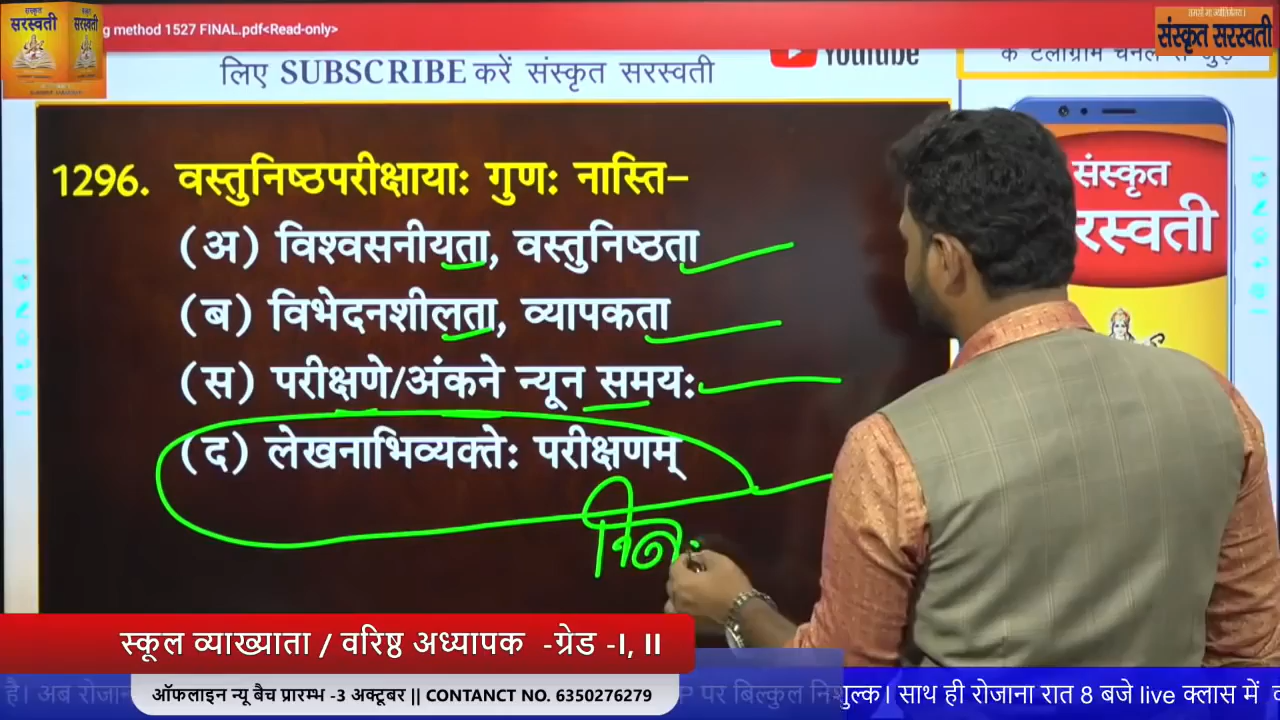 संस्कृत
सरस्वती
g method 1527 FINAL.pdf<Read-only>
संस्कृत सरस्वती
लिए SUBSCRIBE करें संस्कृत सरस्वती
YouTube
1296. वस्तुनिष्ठपरीक्षायाः गुणः नास्ति–
(अ) विश्वसनीयता, वस्तुनिष्ठता
(ब) विभेदनशीलता, व्यापकता
(स) परीक्षणे/अंकने न्यून समयः
(द) लेखनाभिव्यक्तेः परीक्षणम्
संस्कृत
रस्वती
स्कूल व्याख्याता / वरिष्ठ अध्यापक -ग्रेड -I, II
ऑफलाइन न्यू बैच प्रारम्भ -3 अक्टूबर || CONTANCT NO. 6350276279
है। अब रोजान
P पर बिल्कुल निशुल्क। साथ ही रोजाना रात 8 बजे live क्लास में